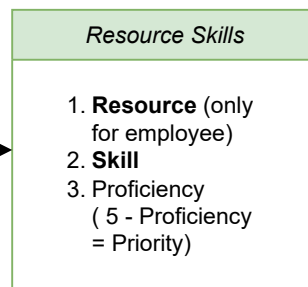 Resource Skills
1. Resource (only
for employee)
2. Skill
3. Proficiency
( 5 - Proficiency
= Priority)